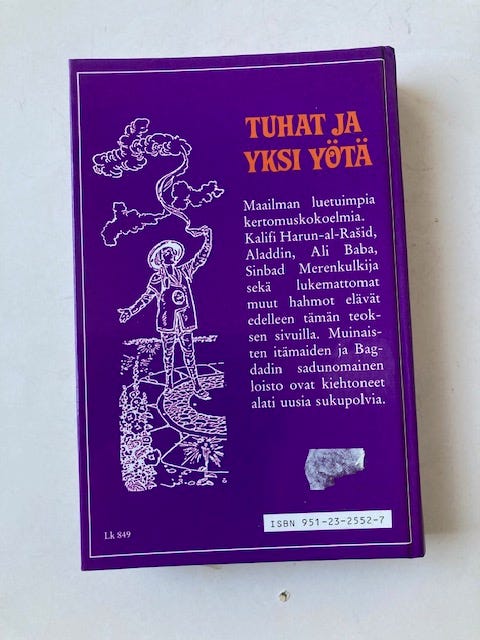 TUHAT JA
YKSI YÖTÄ
Maailman luetuimpia
kertomuskokoelmia.
Kalifi Harun-al-Rašid,
Aladdin, Ali Baba,
Sinbad Merenkulkija
sekä lukemattomat
muut hahmot elävät
edelleen tämän teok-
sen sivuilla. Muinais-
ten itämaiden ja Bag-
dadin sadunomainen
loisto ovat kiehtoneet
alati uusia sukupolvia.
ISBN 951-23-2552-7
Lk 849